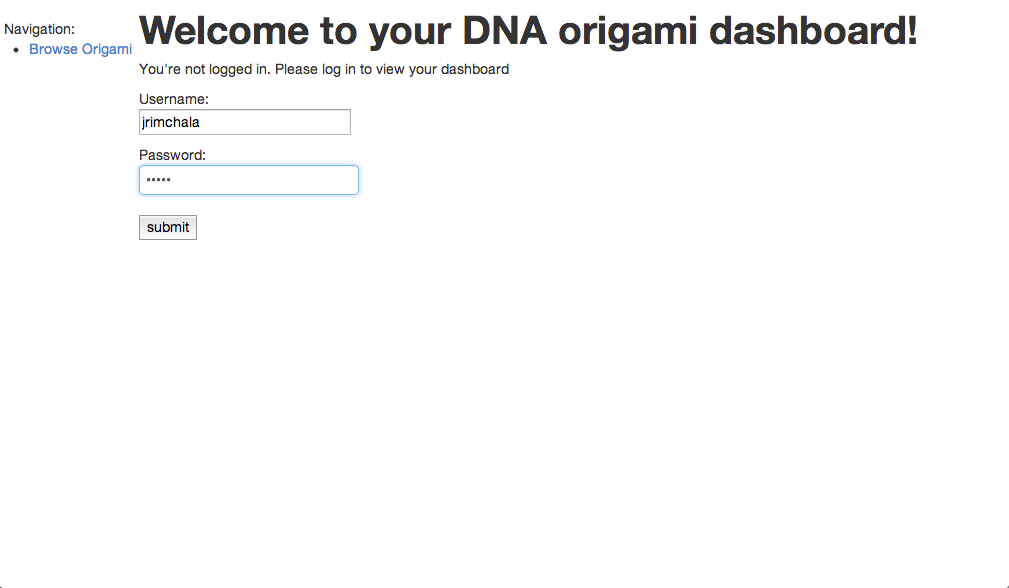 Navigation:
• Browse Origami
Welcome to your DNA origami dashboard!
You're not logged in. Please log in to view your dashboard
Username:
jrimchala
Password:
•••••
submit